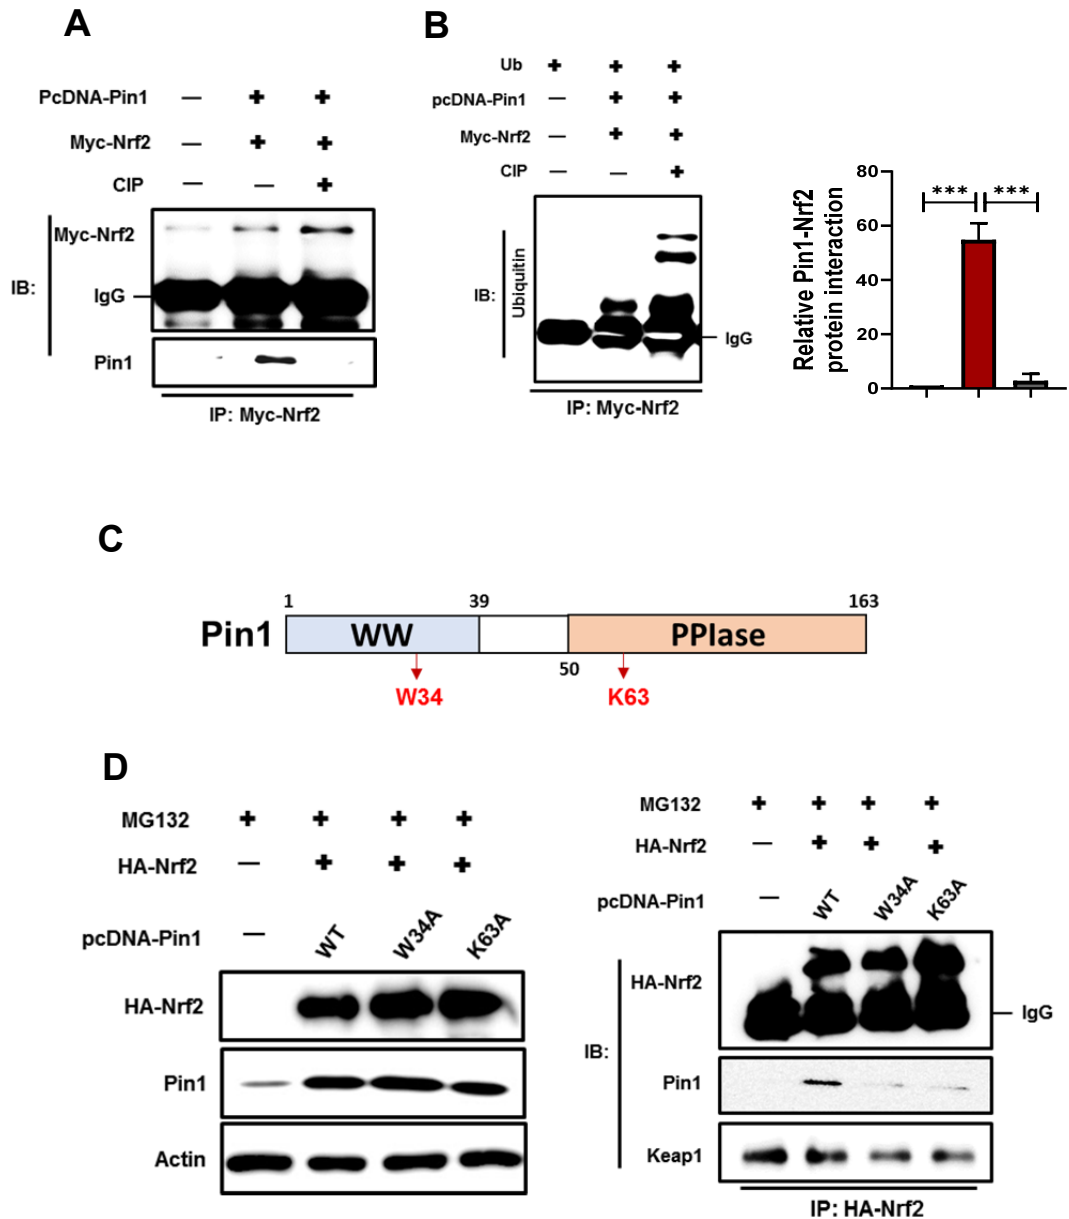 A
PcDNA-Pin1 — + +
Myc-Nrf2 — + +
CIP — — +
IB:
Myc-Nrf2
IgG
Pin1
IP: Myc-Nrf2
B
Ub + + +
pcDNA-Pin1 — + +
Myc-Nrf2 — + +
CIP — — +
IB:
Ubiquitin
IgG
IP: Myc-Nrf2
Relative Pin1-Nrf2
protein interaction
80
60
40
20
0
*** ***
C
1 39 163
Pin1 WW PPIase
50
W34 K63
D
MG132 + + + +
HA-Nrf2 — + + +
pcDNA-Pin1 — WT W34A K63A
HA-Nrf2
Pin1
Actin
MG132 + + + +
HA-Nrf2 — + + +
pcDNA-Pin1 — WT W34A K63A
IB:
HA-Nrf2
IgG
Pin1
Keap1
IP: HA-Nrf2